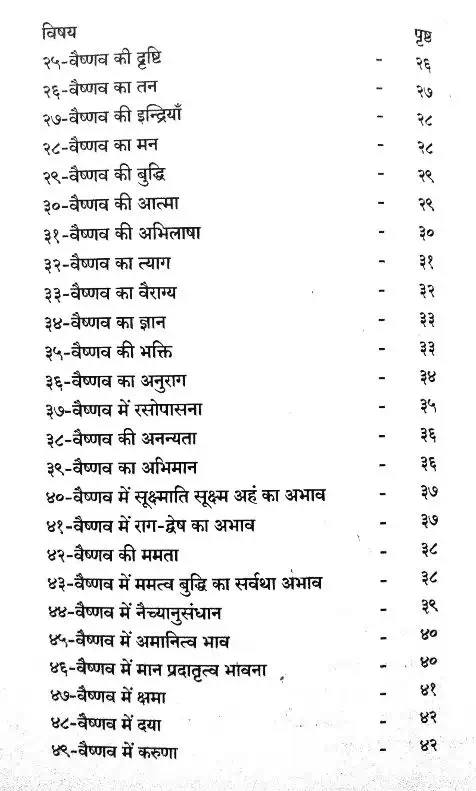 विषय पृष्ठ
२५-वैष्णव की दृष्टि - २६
२६-वैष्णव का तन - २७
२७-वैष्णव की इन्द्रियाँ - २८
२८-वैष्णव का मन - २८
२९-वैष्णव की बुद्धि - २९
३०-वैष्णव की आत्मा - २९
३१-वैष्णव की अभिलाषा - ३०
३२-वैष्णव का त्याग - ३१
३३-वैष्णव का वैराग्य - ३२
३४-वैष्णव का ज्ञान - ३३
३५-वैष्णव की भक्ति - ३३
३६-वैष्णव का अनुराग - ३४
३७-वैष्णव में रसोपासना - ३५
३८-वैष्णव की अनन्यता - ३६
३९-वैष्णव का अभिमान - ३६
४०-वैष्णव में सूक्ष्माति सूक्ष्म अहं का अभाव - ३७
४१-वैष्णव में राग-द्वेष का अभाव - ३७
४२-वैष्णव की ममता - ३८
४३-वैष्णव में ममत्व बुद्धि का सर्वथा अभाव - ३८
४४-वैष्णव में नैच्यानुसंधान - ३९
४५-वैष्णव में अमानित्व भाव - ४०
४६-वैष्णव में मान प्रदातृत्व भावना - ४०
४७-वैष्णव में क्षमा - ४१
४८-वैष्णव में दया - ४२
४९-वैष्णव में करुणा - ४२